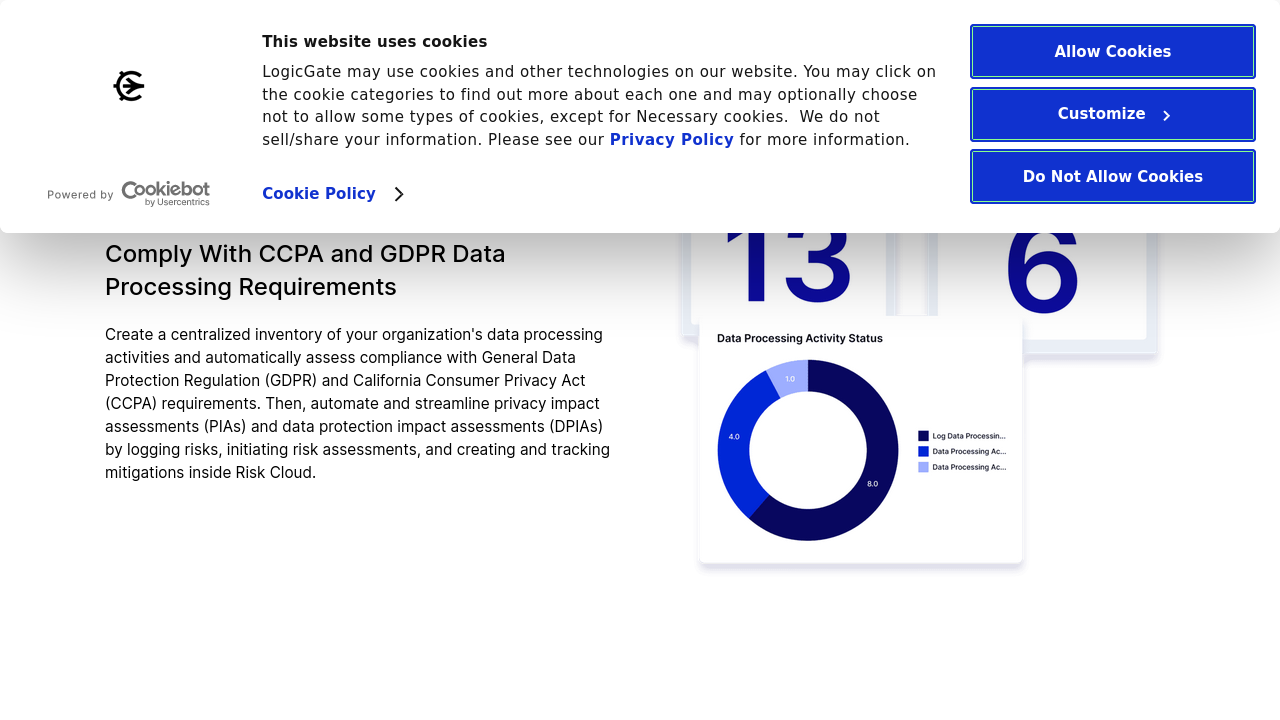 This website uses cookies
LogicGate may use cookies and other technologies on our website. You may click on
the cookie categories to find out more about each one and may optionally choose
not to allow some types of cookies, except for Necessary cookies.  We do not
sell/share your information. Please see our Privacy Policy for more information.
Cookie Policy
Powered by Cookiebot
by Usercentrics
Allow Cookies
Customize
Do Not Allow Cookies
Comply With CCPA and GDPR Data
Processing Requirements
Create a centralized inventory of your organization's data processing
activities and automatically assess compliance with General Data
Protection Regulation (GDPR) and California Consumer Privacy Act
(CCPA) requirements. Then, automate and streamline privacy impact
assessments (PIAs) and data protection impact assessments (DPIAs)
by logging risks, initiating risk assessments, and creating and tracking
mitigations inside Risk Cloud.
13
6
Data Processing Activity Status
1.0
4.0
8.0
Log Data Processin...
Data Processing Ac...
Data Processing Ac...